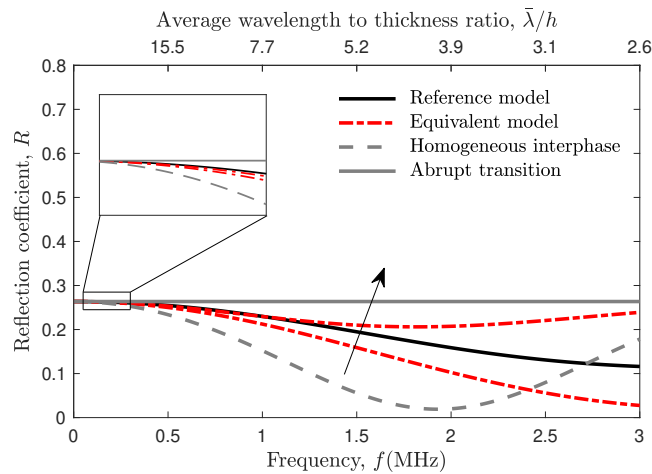 Average wavelength to thickness ratio, λ̄/h
15.5 7.7 5.2 3.9 3.1 2.6
0.8
0.7
0.6
0.5
0.4
0.3
0.2
0.1
0
Reflection coefficient, R
Reference model
Equivalent model
Homogeneous interphase
Abrupt transition
0 0.5 1 1.5 2 2.5 3
Frequency, f(MHz)